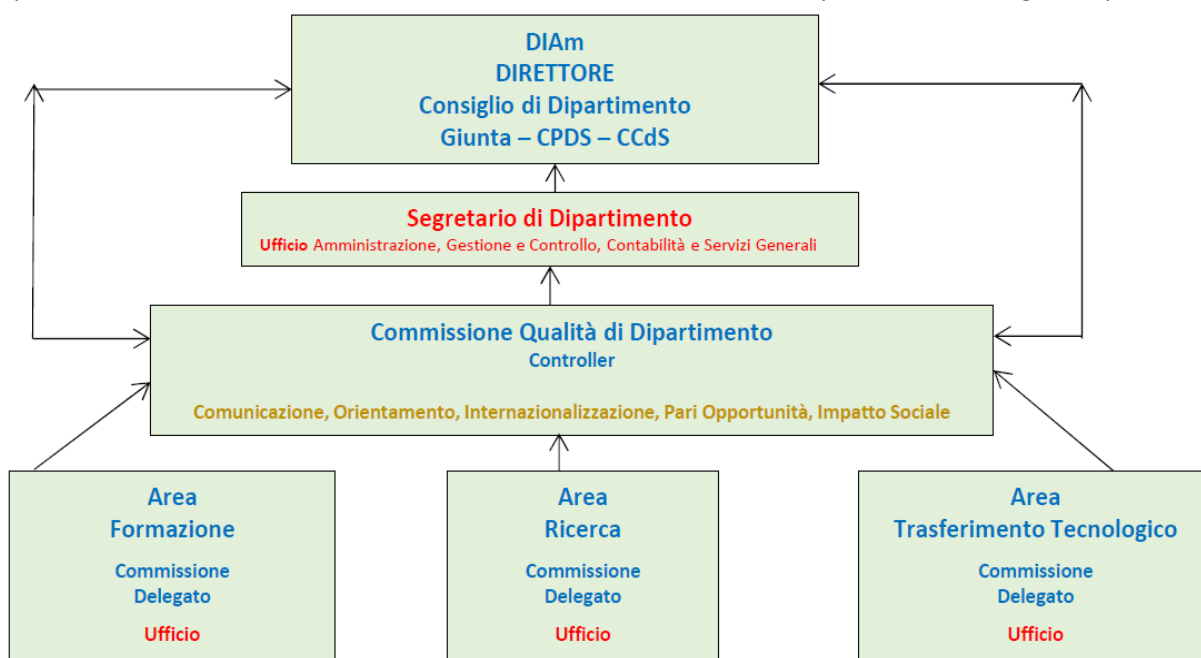 DIAm
DIRETTORE
Consiglio di Dipartimento
Giunta – CPDS – CCdS
Segretario di Dipartimento
Ufficio Amministrazione, Gestione e Controllo, Contabilità e Servizi Generali
Commissione Qualità di Dipartimento
Controller
Comunicazione, Orientamento, Internazionalizzazione, Pari Opportunità, Impatto Sociale
Area
Formazione
Commissione
Delegato
Ufficio
Area
Ricerca
Commissione
Delegato
Ufficio
Area
Trasferimento Tecnologico
Commissione
Delegato
Ufficio